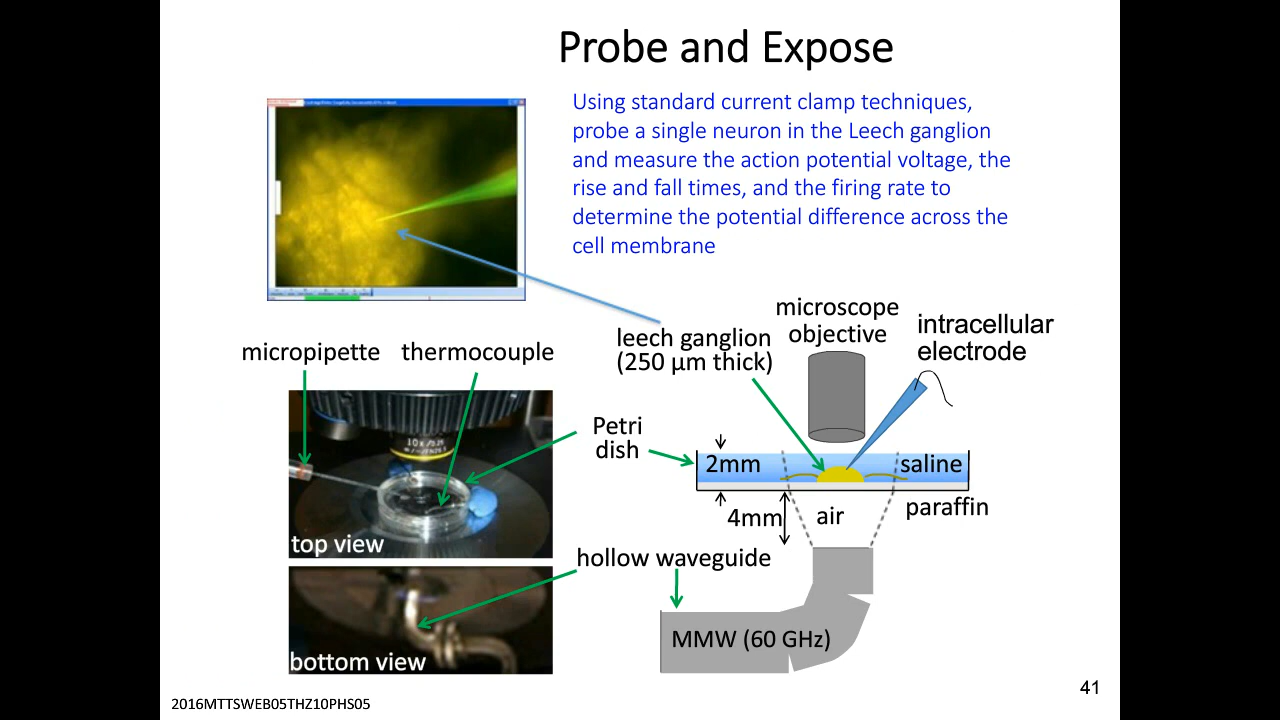 Probe and Expose
Using standard current clamp techniques,
probe a single neuron in the Leech ganglion
and measure the action potential voltage, the
rise and fall times, and the firing rate to
determine the potential difference across the
cell membrane
microscope
objective
intracellular
electrode
leech ganglion
(250 µm thick)
micropipette
thermocouple
Petri
dish
2mm
saline
4mm
air
paraffin
10x
top view
hollow waveguide
MMW (60 GHz)
bottom view
41
2016MTTSWEB05THZ10PHS05